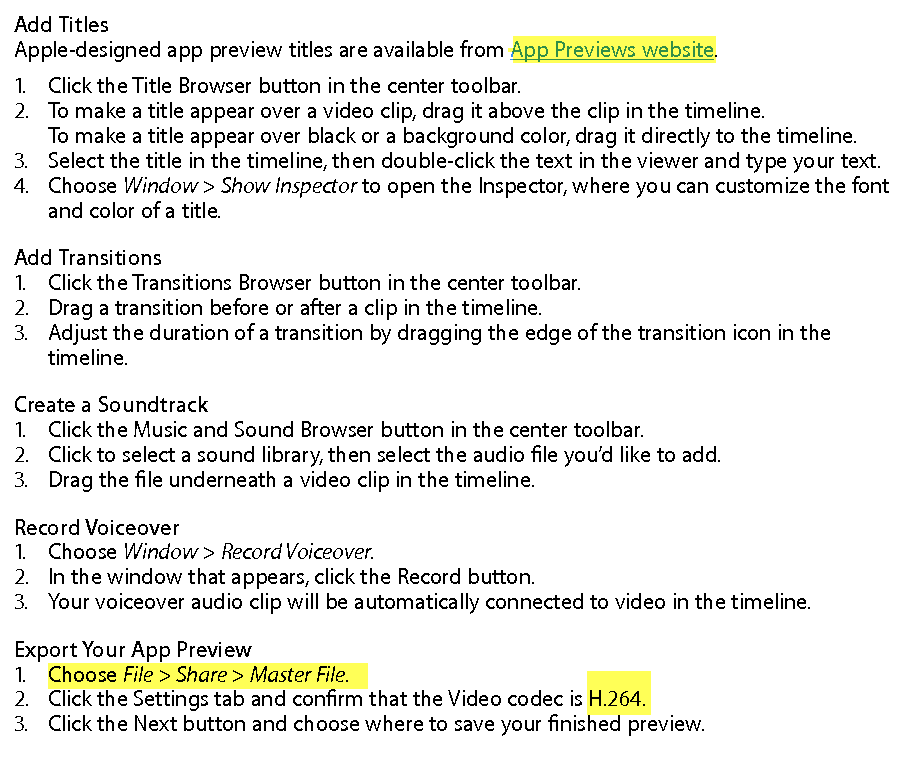 Add Titles
Apple-designed app preview titles are available from App Previews website.
1. Click the Title Browser button in the center toolbar.
2. To make a title appear over a video clip, drag it above the clip in the timeline.
To make a title appear over black or a background color, drag it directly to the timeline.
3. Select the title in the timeline, then double-click the text in the viewer and type your text.
4. Choose Window > Show Inspector to open the Inspector, where you can customize the font
and color of a title.
Add Transitions
1. Click the Transitions Browser button in the center toolbar.
2. Drag a transition before or after a clip in the timeline.
3. Adjust the duration of a transition by dragging the edge of the transition icon in the
timeline.
Create a Soundtrack
1. Click the Music and Sound Browser button in the center toolbar.
2. Click to select a sound library, then select the audio file you’d like to add.
3. Drag the file underneath a video clip in the timeline.
Record Voiceover
1. Choose Window > Record Voiceover.
2. In the window that appears, click the Record button.
3. Your voiceover audio clip will be automatically connected to video in the timeline.
Export Your App Preview
1. Choose File > Share > Master File.
2. Click the Settings tab and confirm that the Video codec is H.264.
3. Click the Next button and choose where to save your finished preview.